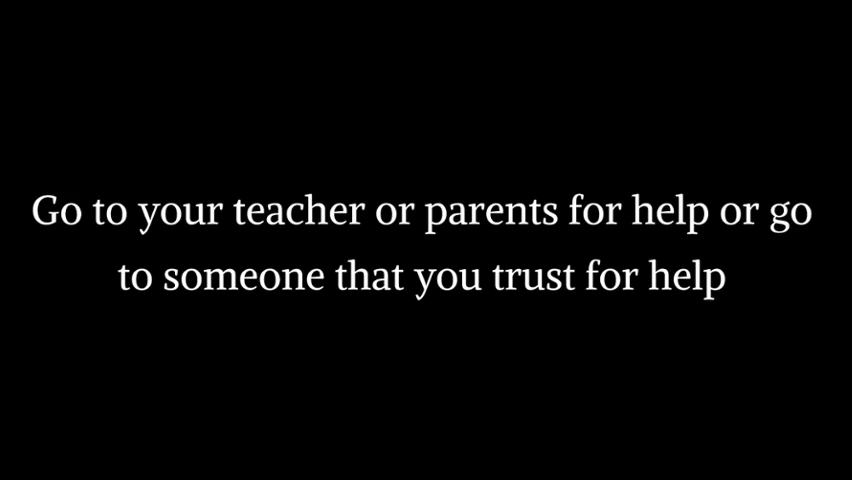 Go to your teacher or parents for help or go
to someone that you trust for help